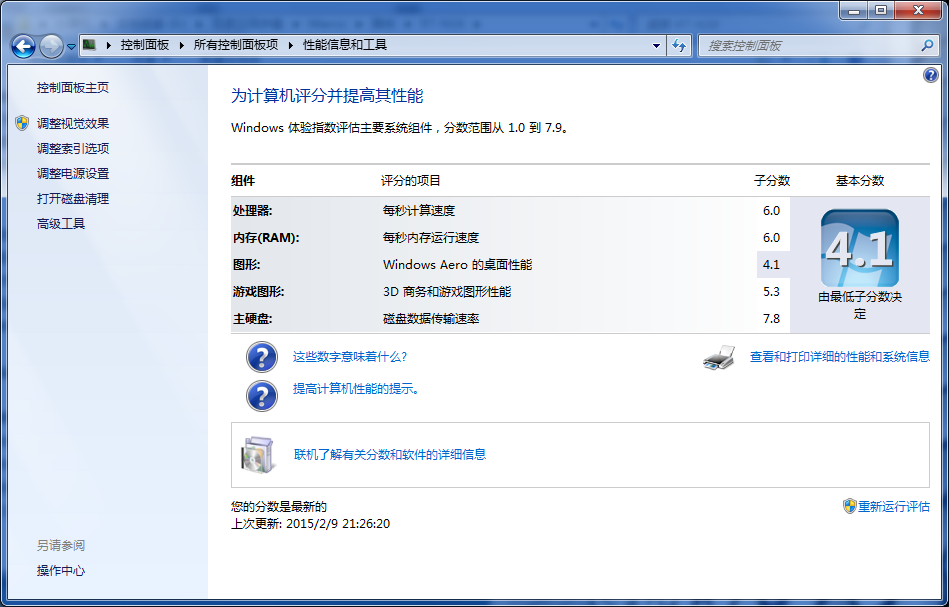 控制面板 所有控制面板项 性能信息和工具
搜索控制面板
控制面板主页
调整视觉效果
调整索引选项
调整电源设置
打开磁盘清理
高级工具
为计算机评分并提高其性能
Windows 体验指数评估主要系统组件，分数范围从 1.0 到 7.9。
组件 评分的项目 子分数 基本分数
处理器: 每秒计算速度 6.0
内存(RAM): 每秒内存运行速度 6.0
图形: Windows Aero 的桌面性能 4.1
游戏图形: 3D 商务和游戏图形性能 5.3
主硬盘: 磁盘数据传输速率 7.8
4.1
由最低子分数决
定
这些数字意味着什么?
查看和打印详细的性能和系统信息
提高计算机性能的提示。
联机了解有关分数和软件的详细信息
您的分数是最新的
上次更新: 2015/2/9 21:26:20
重新运行评估
另请参阅
操作中心